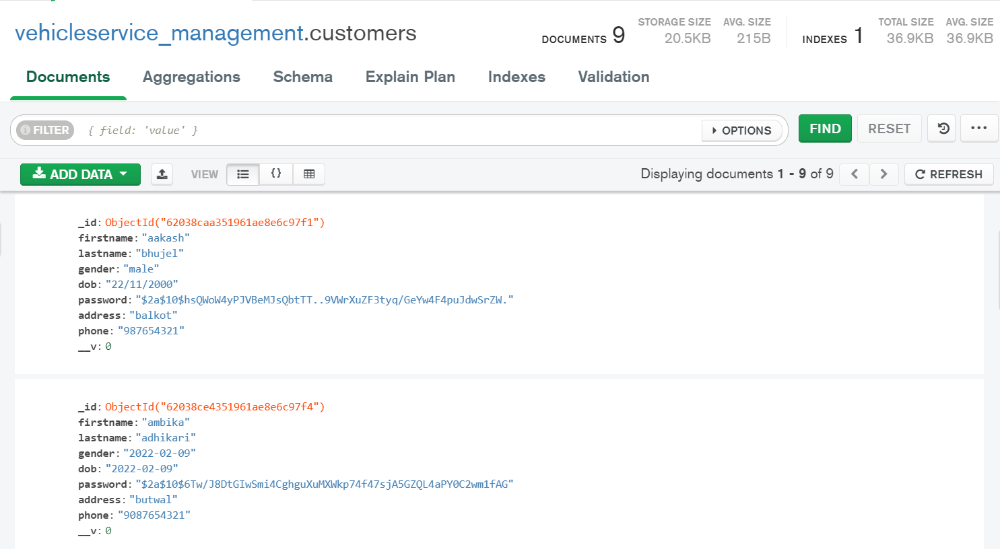 vehicleservice_management.customers
DOCUMENTS 9
STORAGE SIZE 20.5KB
AVG. SIZE 215B
INDEXES 1
TOTAL SIZE 36.9KB
AVG. SIZE 36.9KB
Documents Aggregations Schema Explain Plan Indexes Validation
FILTER { field: 'value' } OPTIONS FIND RESET ...
ADD DATA VIEW {} Displaying documents 1 - 9 of 9 < > REFRESH
_id: ObjectId("62038caa351961ae8e6c97f1")
firstname: "aakash"
lastname: "bhujel"
gender: "male"
dob: "22/11/2000"
password: "$2a$10$hsQWoW4yPJVBeMJsQbtTT..9VWrXuZF3tyq/GeYw4F4puJdwSrZW."
address: "balkot"
phone: "987654321"
__v: 0
_id: ObjectId("62038ce4351961ae8e6c97f4")
firstname: "ambika"
lastname: "adhikari"
gender: "2022-02-09"
dob: "2022-02-09"
password: "$2a$10$6Tw/J8DtGIwSmi4CghguXuMXWkp74f47sjA5GZQL4aPY0C2wm1fAG"
address: "butwal"
phone: "9087654321"
__v: 0